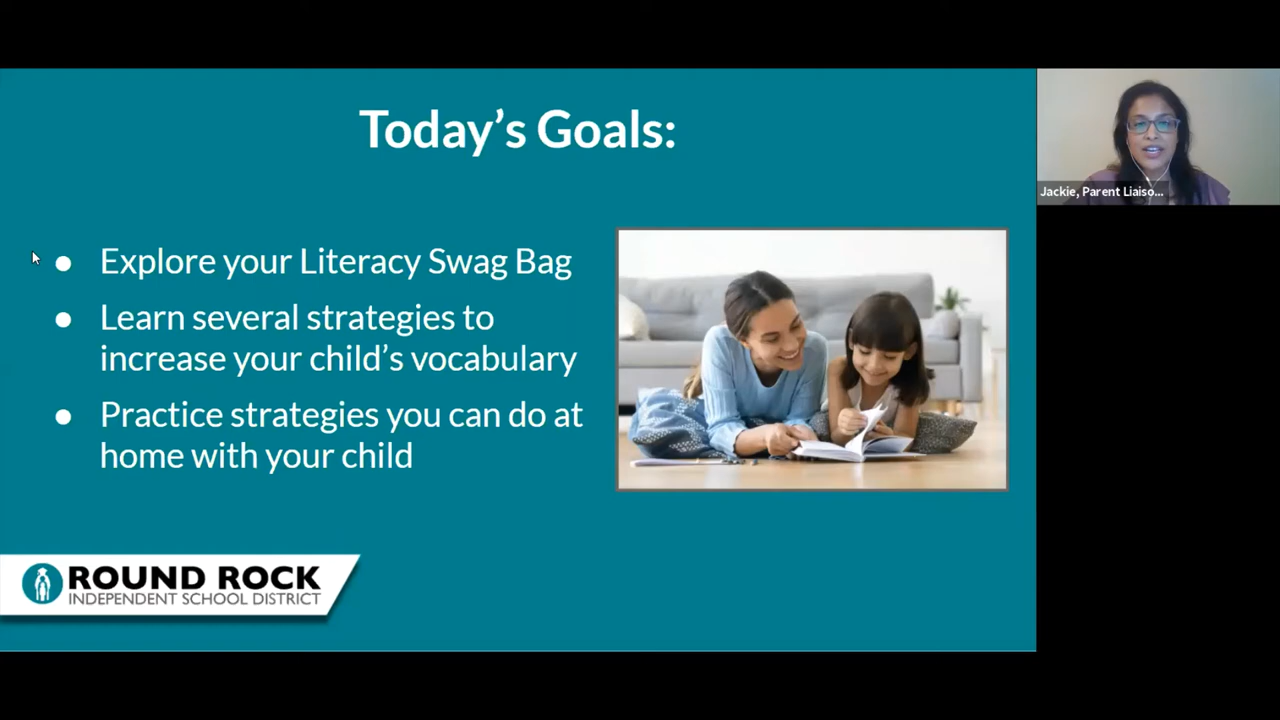 Today's Goals:
● Explore your Literacy Swag Bag
● Learn several strategies to
increase your child's vocabulary
● Practice strategies you can do at
home with your child
ROUND ROCK
INDEPENDENT SCHOOL DISTRICT
Jackie, Parent Liaiso...